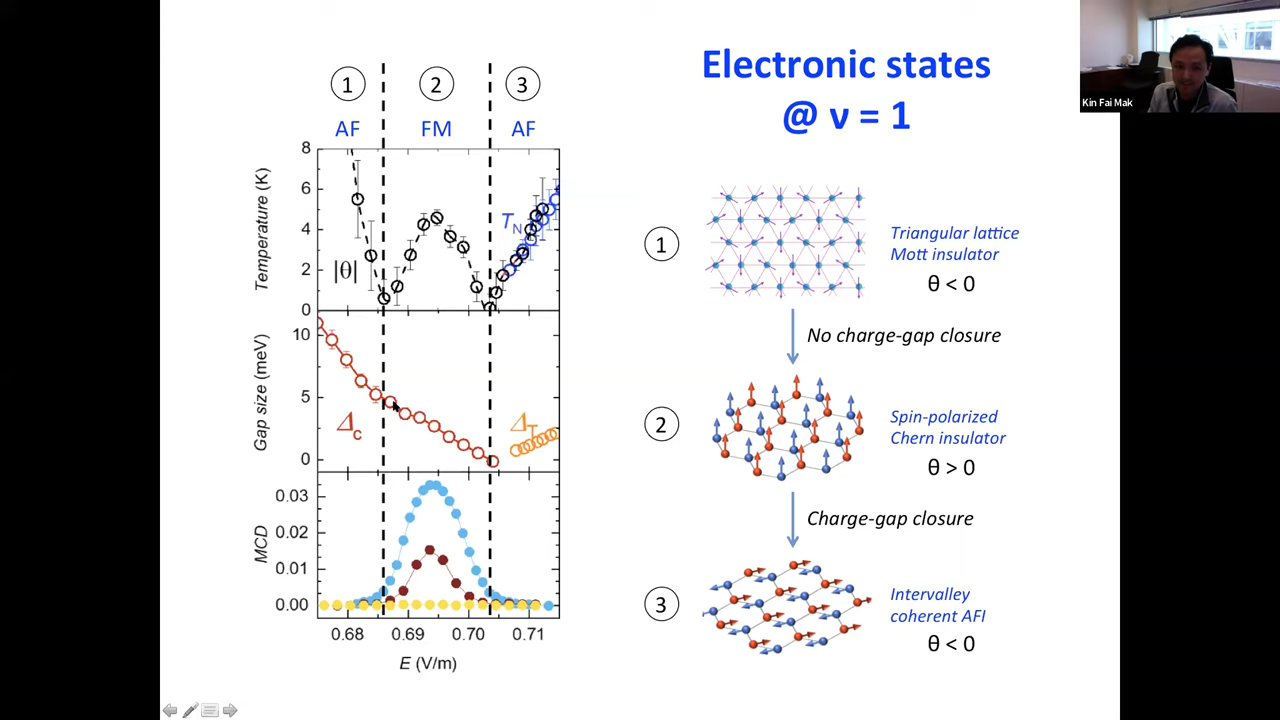 Electronic states
@ ν = 1
Kin Fai Mak
1
2
3
AF
FM
AF
8
6
4
2
0
Temperature (K)
|θ|
T_N
10
5
0
Gap size (meV)
Δ_c
Δ_T
0.03
0.02
0.01
0.00
MCD
0.68
0.69
0.70
0.71
E (V/m)
1
Triangular lattice
Mott insulator
θ < 0
No charge-gap closure
2
Spin-polarized
Chern insulator
θ > 0
Charge-gap closure
3
Intervalley
coherent AFI
θ < 0